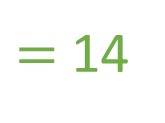 = 14